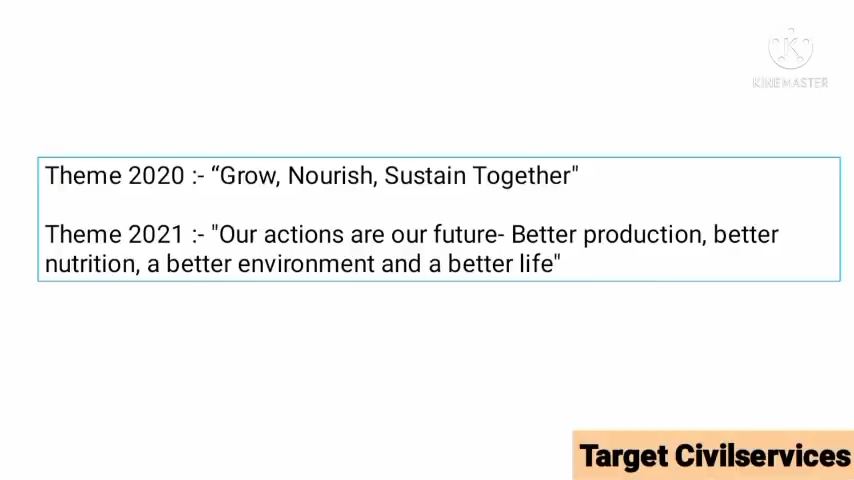 KINEMASTER
Theme 2020 :- “Grow, Nourish, Sustain Together"
Theme 2021 :- "Our actions are our future- Better production, better
nutrition, a better environment and a better life"
Target Civilservices